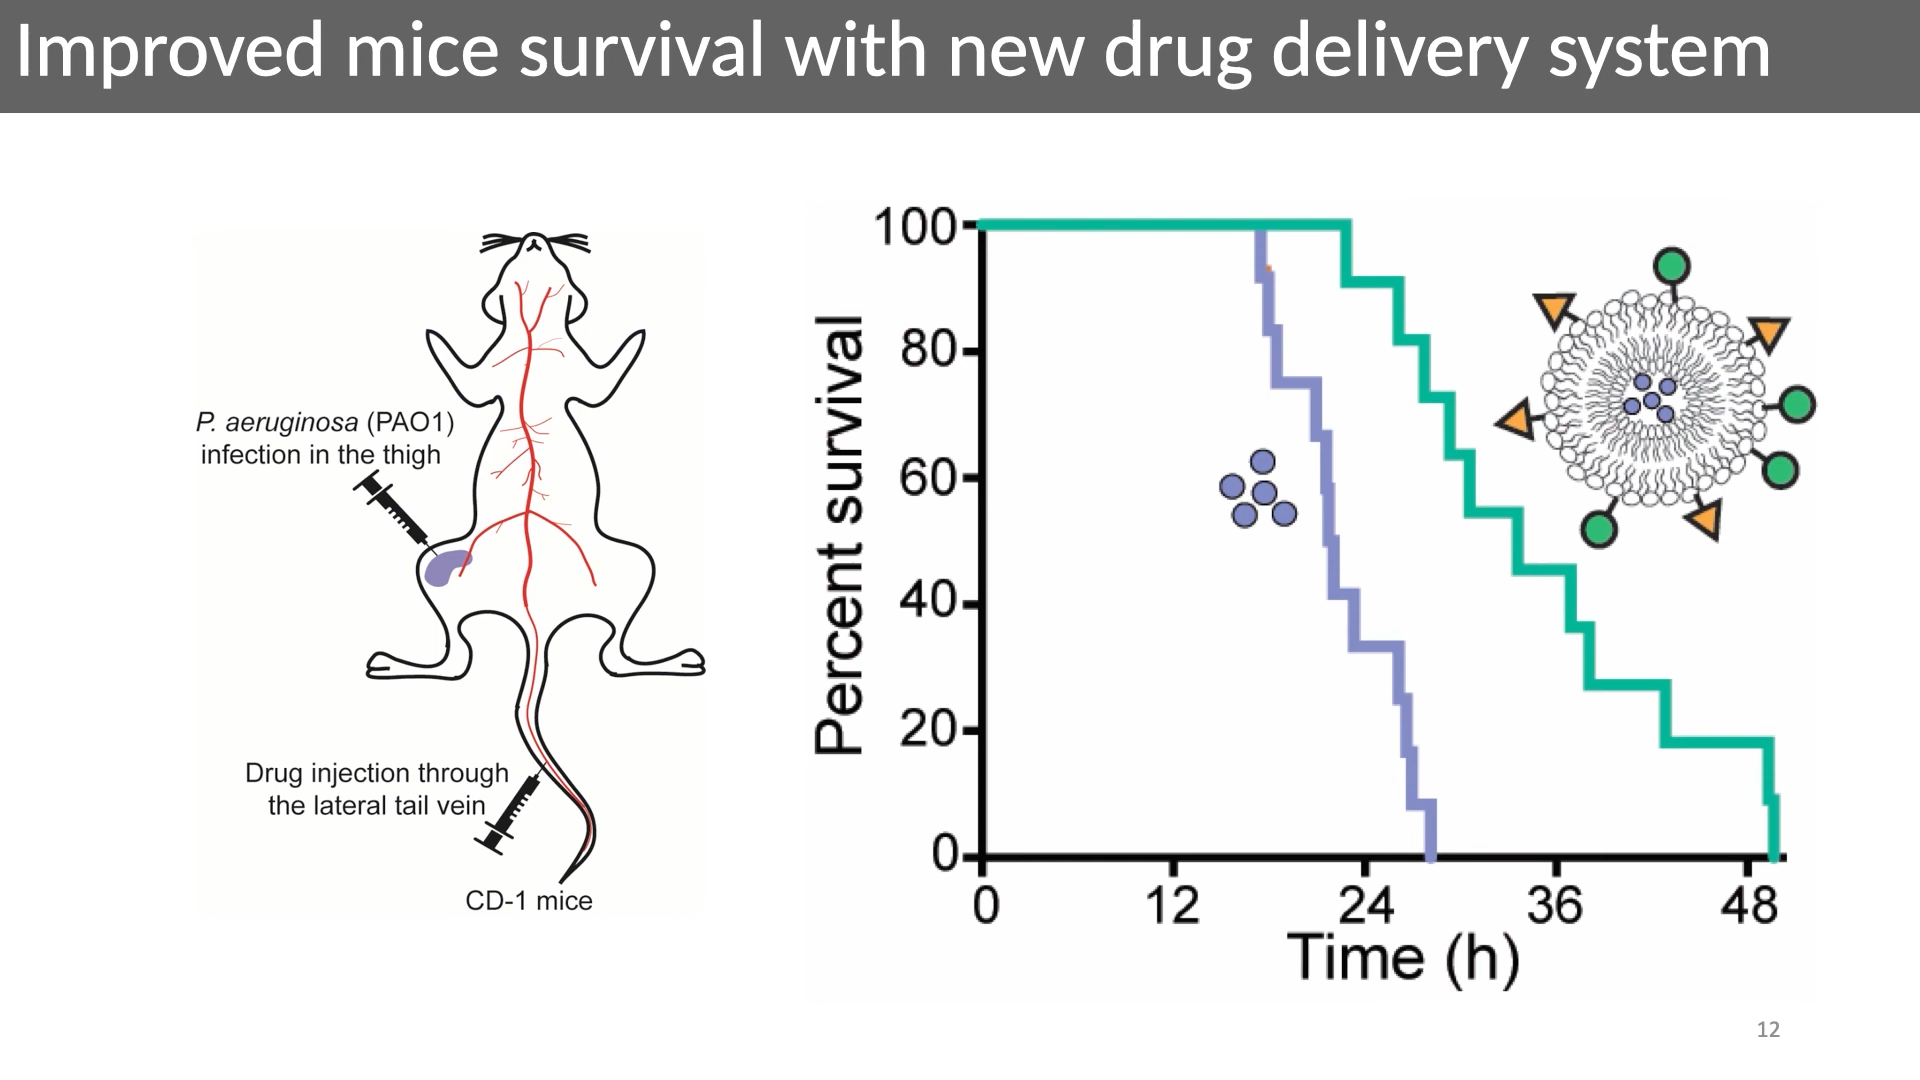 Improved mice survival with new drug delivery system
P. aeruginosa (PAO1)
infection in the thigh
Drug injection through
the lateral tail vein
CD-1 mice
Percent survival
100
80
60
40
20
0
0 12 24 36 48
Time (h)
12